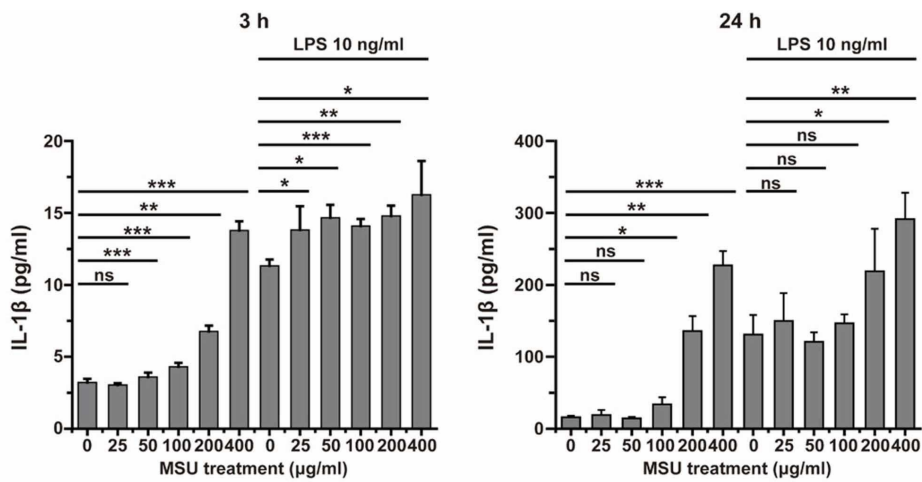 3 h
LPS 10 ng/ml
*
**
***
*
*
***
**
***
***
ns
20
15
10
5
0
IL-1β (pg/ml)
0 25 50 100 200 400 0 25 50 100 200 400
MSU treatment (µg/ml)
24 h
LPS 10 ng/ml
**
*
ns
ns
ns
***
**
*
ns
ns
400
300
200
100
0
IL-1β (pg/ml)
0 25 50 100 200 400 0 25 50 100 200 400
MSU treatment (µg/ml)